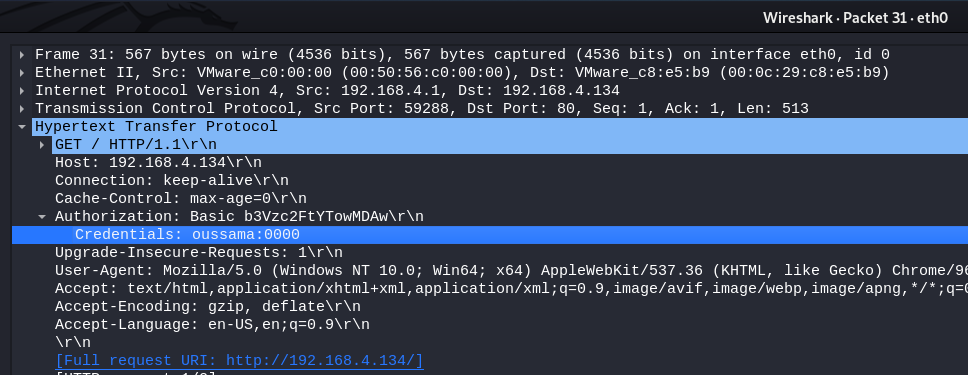 Wireshark · Packet 31 · eth0
Frame 31: 567 bytes on wire (4536 bits), 567 bytes captured (4536 bits) on interface eth0, id 0
Ethernet II, Src: VMware_c0:00:00 (00:50:56:c0:00:00), Dst: VMware_c8:e5:b9 (00:0c:29:c8:e5:b9)
Internet Protocol Version 4, Src: 192.168.4.1, Dst: 192.168.4.134
Transmission Control Protocol, Src Port: 59288, Dst Port: 80, Seq: 1, Ack: 1, Len: 513
Hypertext Transfer Protocol
GET / HTTP/1.1\r\n
Host: 192.168.4.134\r\n
Connection: keep-alive\r\n
Cache-Control: max-age=0\r\n
Authorization: Basic b3Vzc2FtYTowMDAw\r\n
Credentials: oussama:0000
Upgrade-Insecure-Requests: 1\r\n
User-Agent: Mozilla/5.0 (Windows NT 10.0; Win64; x64) AppleWebKit/537.36 (KHTML, like Gecko) Chrome/96
Accept: text/html,application/xhtml+xml,application/xml;q=0.9,image/avif,image/webp,image/apng,*/*;q=0
Accept-Encoding: gzip, deflate\r\n
Accept-Language: en-US,en;q=0.9\r\n
\r\n
[Full request URI: http://192.168.4.134/]